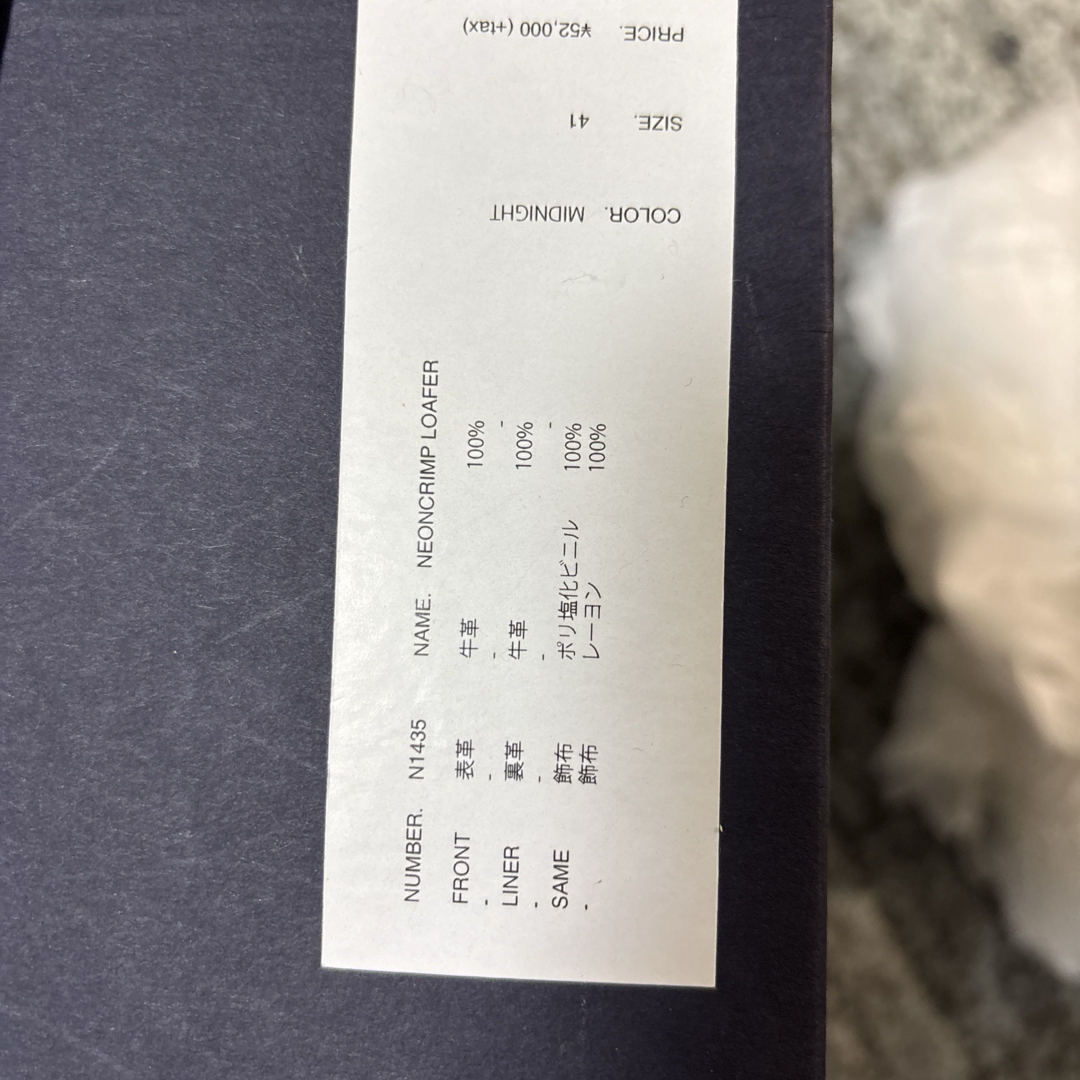 NUMBER. N1435 NAME. NEONCRIMP LOAFER
FRONT 表革 牛革 100%
- - - -
LINER 裏革 牛革 100%
- - - -
SAME 飾布 ポリ塩化ビニル 100%
- 飾布 レーヨン 100%
COLOR. MIDNIGHT
SIZE. 41
PRICE. ¥52,000 (+tax)